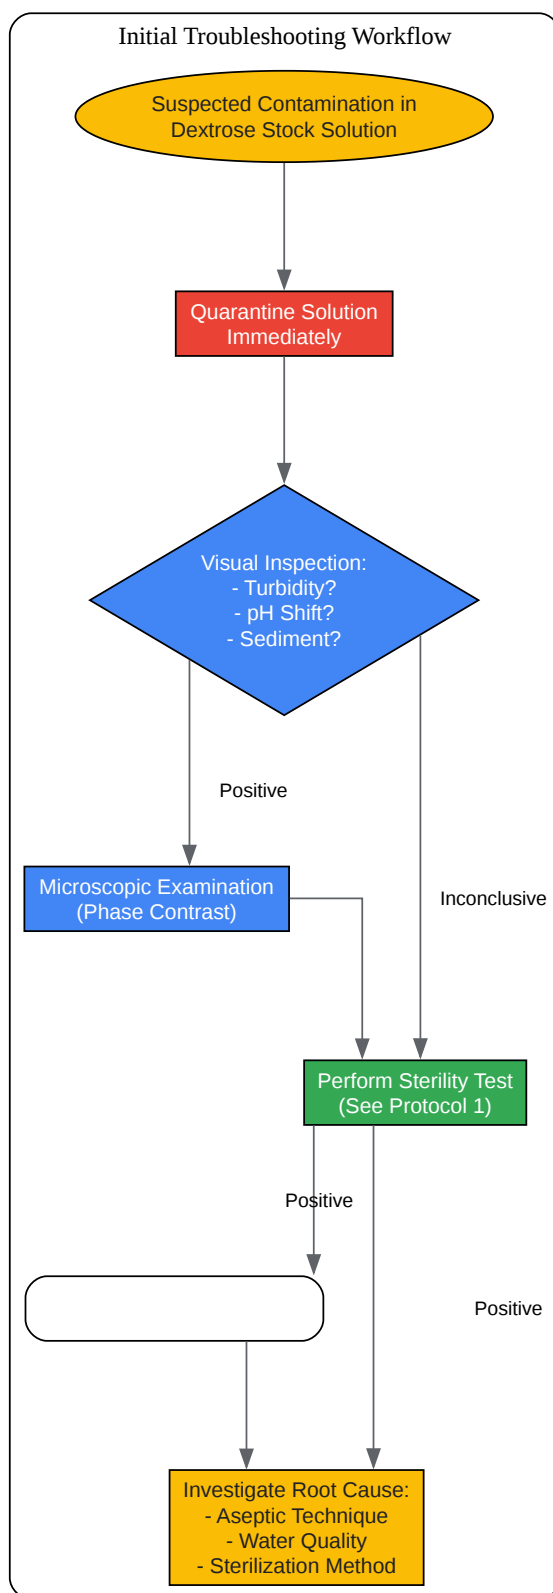 Initial Troubleshooting Workflow
Suspected Contamination in
Dextrose Stock Solution
Quarantine Solution
Immediately
Visual Inspection:
- Turbidity?
- pH Shift?
- Sediment?
Positive
Microscopic Examination
(Phase Contrast)
Inconclusive
Perform Sterility Test
(See Protocol 1)
Positive
Positive
Investigate Root Cause:
- Aseptic Technique
- Water Quality
- Sterilization Method